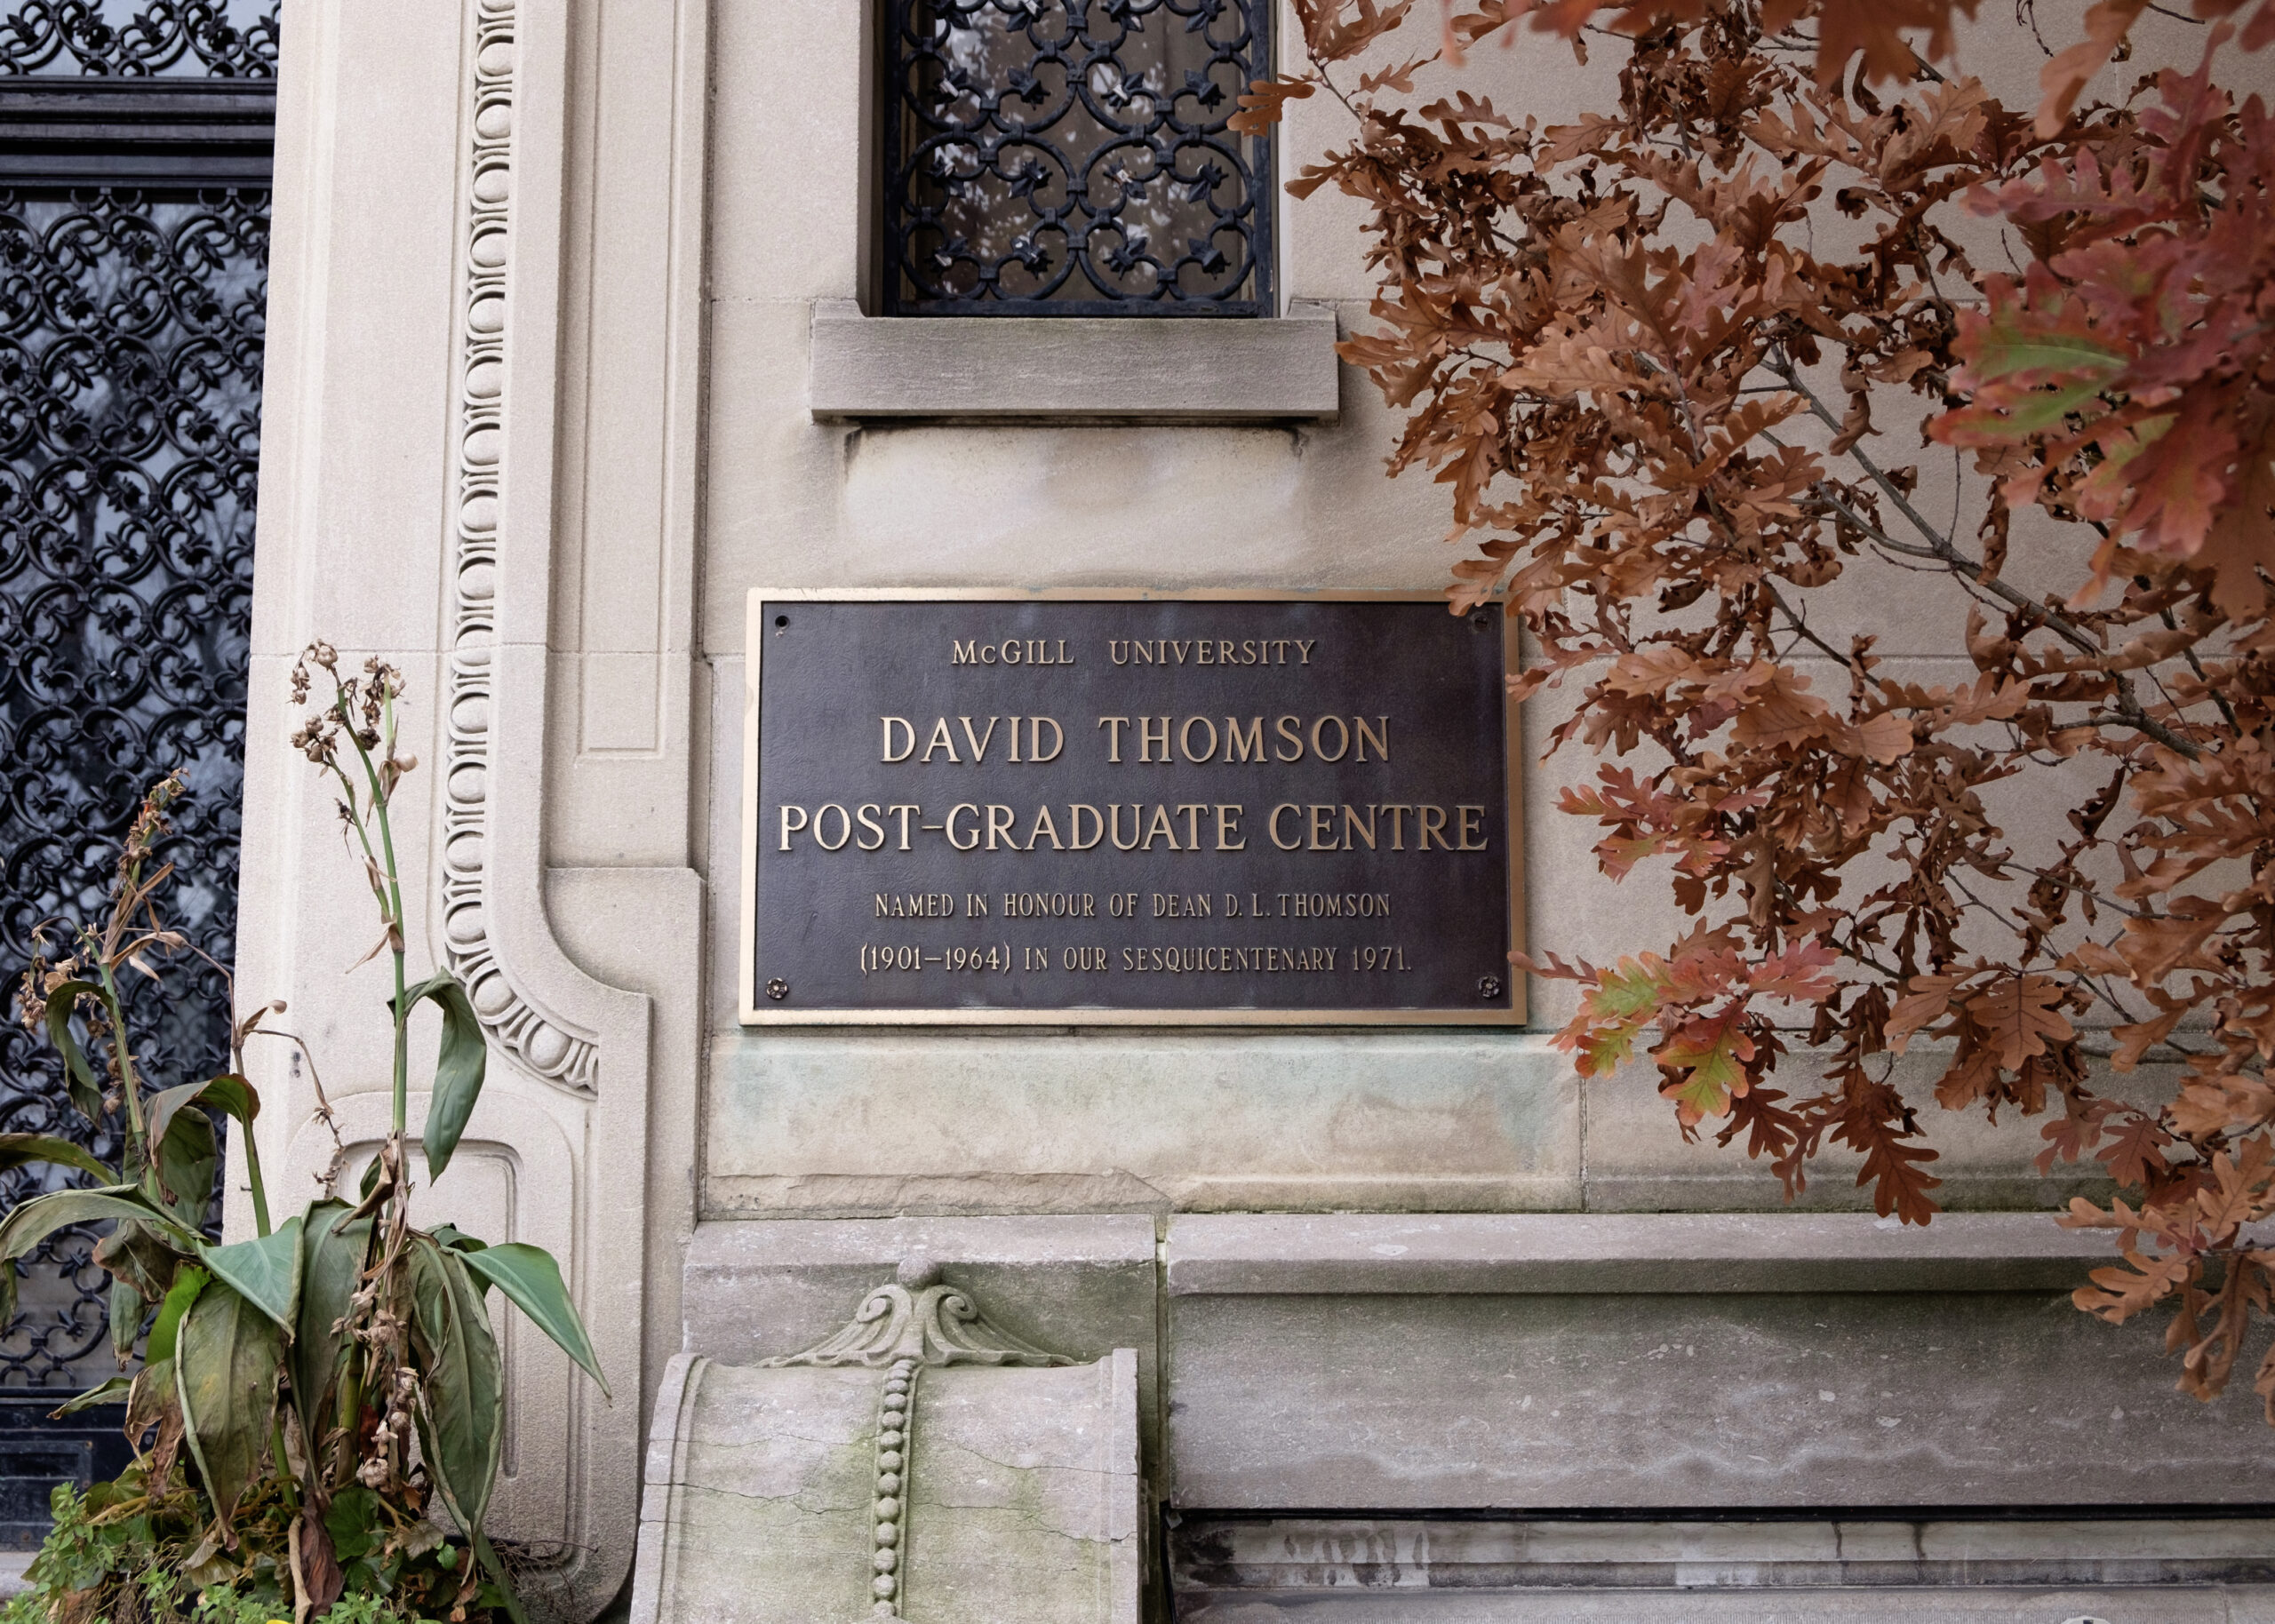 McGILL UNIVERSITY
DAVID THOMSON
POST-GRADUATE CENTRE
NAMED IN HONOUR OF DEAN D. L. THOMSON
(1901–1964) IN OUR SESQUICENTENARY 1971.